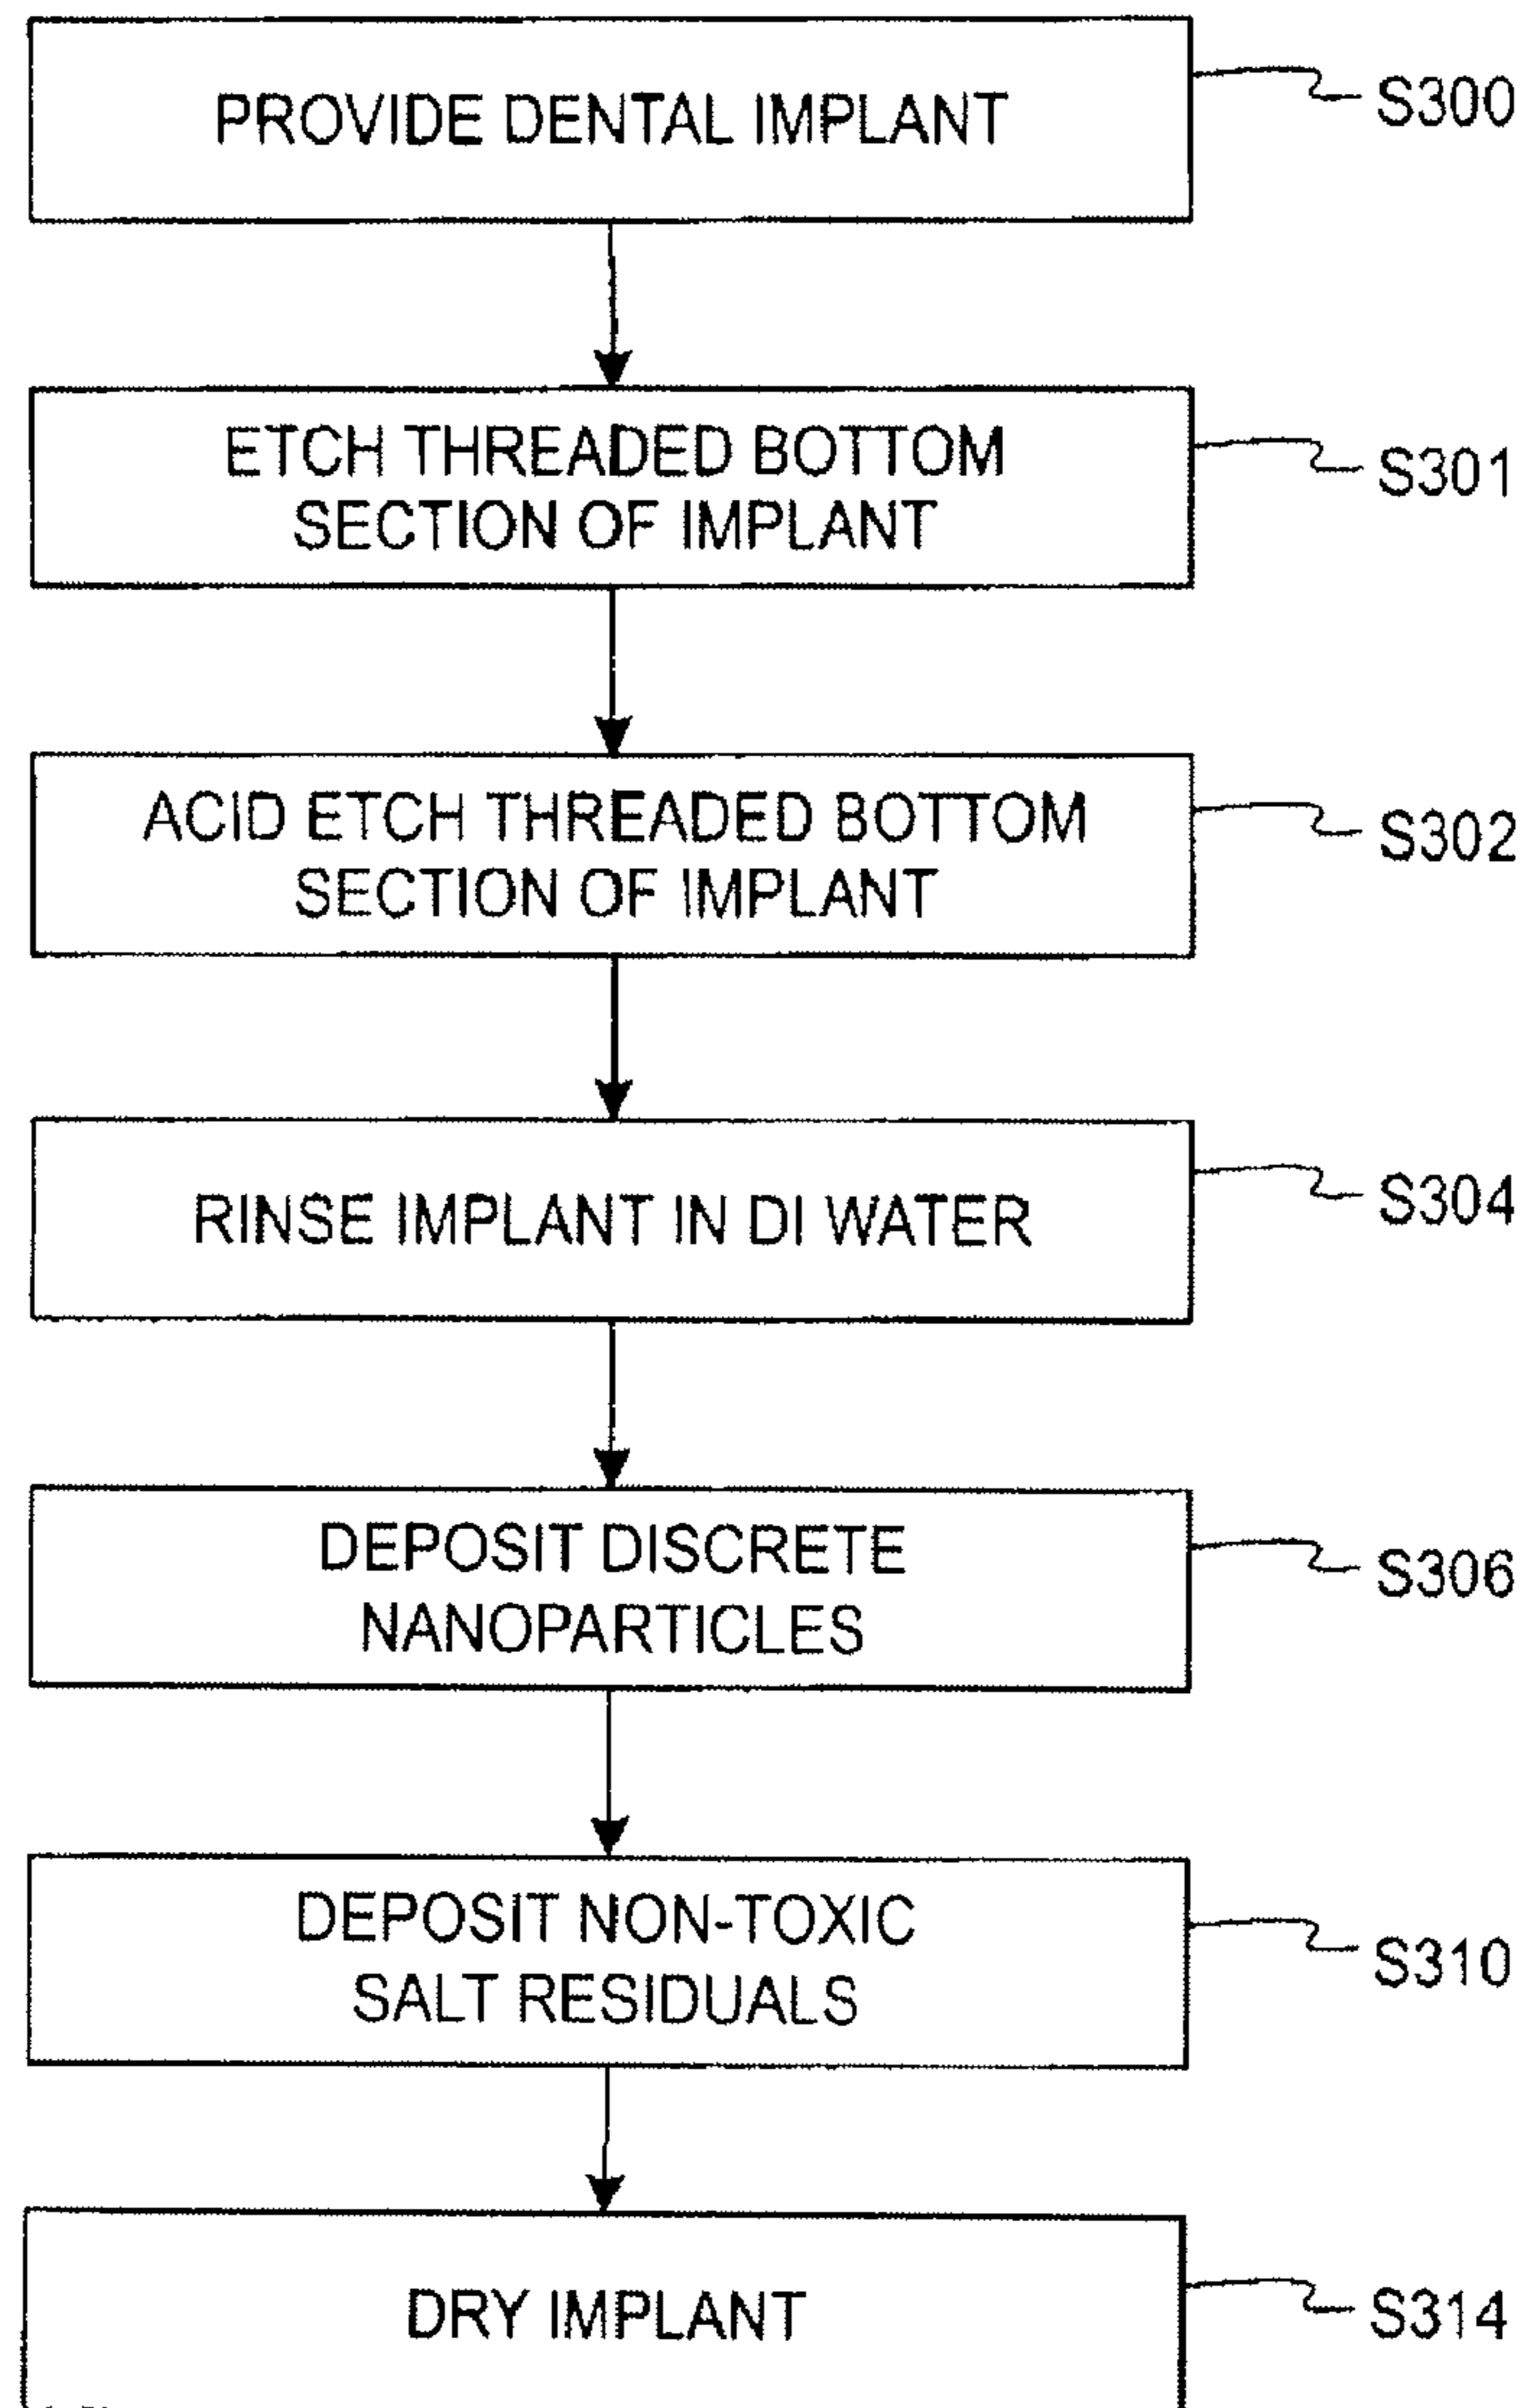 PROVIDE DENTAL IMPLANT
S300
ETCH THREADED BOTTOM
SECTION OF IMPLANT
S301
ACID ETCH THREADED BOTTOM
SECTION OF IMPLANT
S302
RINSE IMPLANT IN DI WATER
S304
DEPOSIT DISCRETE
NANOPARTICLES
S306
DEPOSIT NON-TOXIC
SALT RESIDUALS
S310
DRY IMPLANT
S314